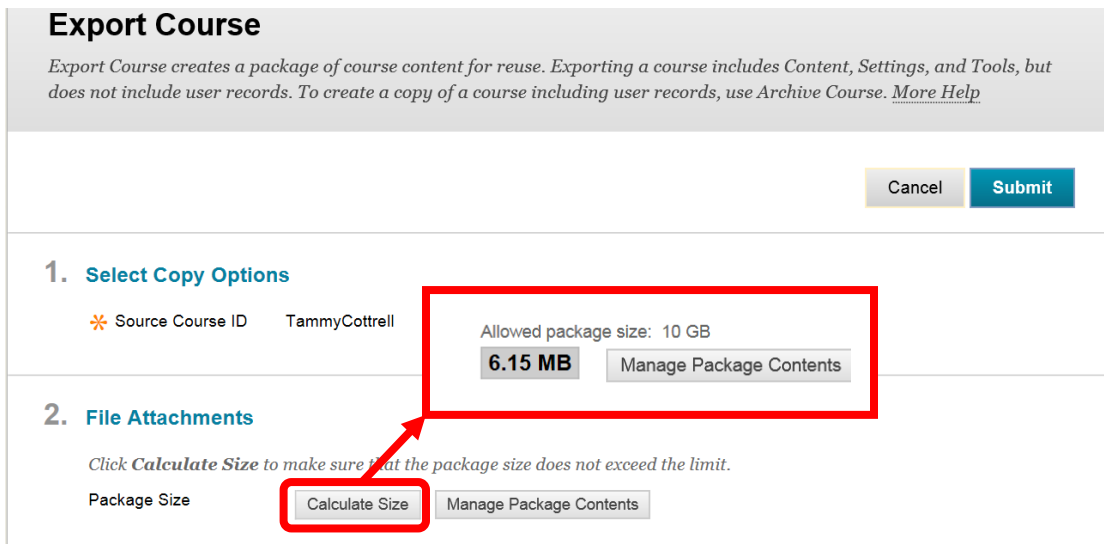 Export Course
Export Course creates a package of course content for reuse. Exporting a course includes Content, Settings, and Tools, but
does not include user records. To create a copy of a course including user records, use Archive Course. More Help
Cancel
Submit
1. Select Copy Options
Source Course ID TammyCottrell
Allowed package size: 10 GB
6.15 MB
Manage Package Contents
2. File Attachments
Click Calculate Size to make sure that the package size does not exceed the limit.
Package Size
Calculate Size
Manage Package Contents